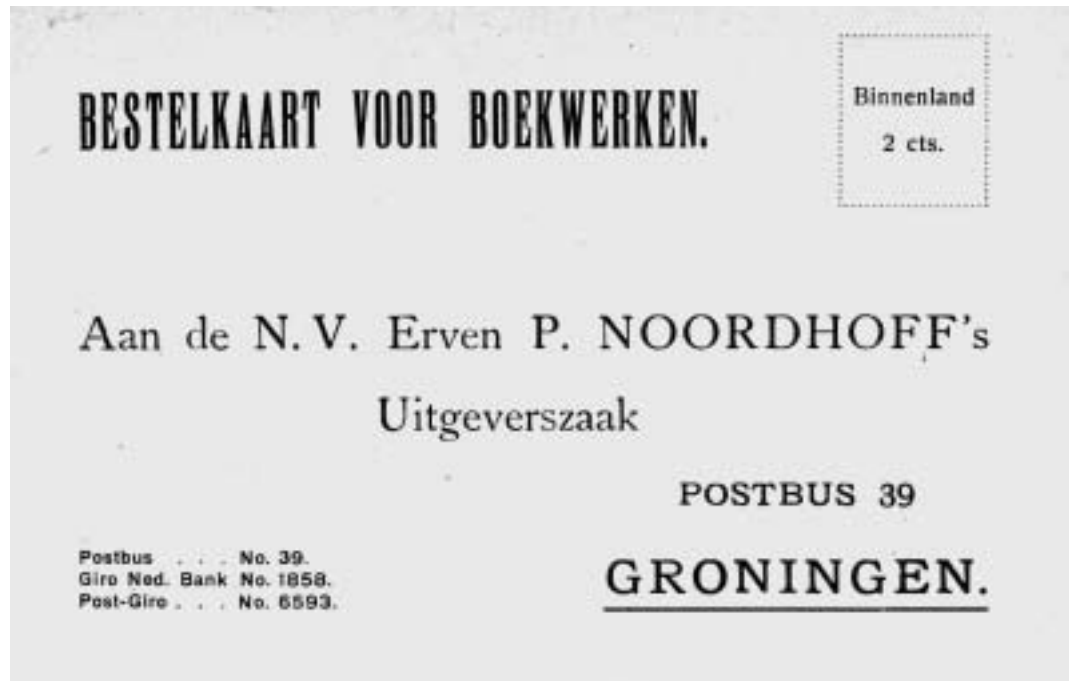 BESTELKAART VOOR BOEKWERKEN.
Binnenland
2 cts.
Aan de N.V. Erven P. NOORDHOFF's
Uitgeverszaak
POSTBUS 39
GRONINGEN.
Postbus . . . No. 39.
Giro Ned. Bank No. 1858.
Post-Giro . . . No. 6593.